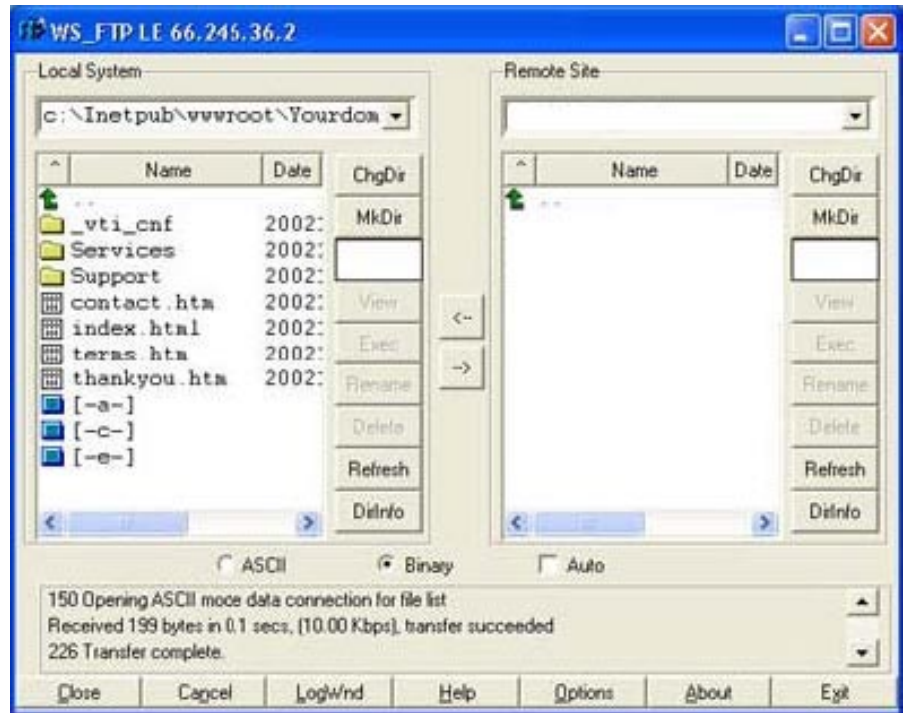 WS_FTP LE 66.245.36.2
Local System
c:\Inetpub\wwwroot\Yourdom
^ Name Date
..
_vti_cnf 2002
Services 2002
Support 2002
contact.htm 2002
index.html 2002
terms.htm 2002
thankyou.htm 2002
[-a-]
[-c-]
[-e-]
ChgDir
MkDir
View
Exec
Rename
Delete
Refresh
DirInfo
<--
-->
Remote Site
^ Name Date
..
ChgDir
MkDir
View
Exec
Rename
Delete
Refresh
DirInfo
ASCII Binary Auto
150 Opening ASCII moce data connection for file list
Received 199 bytes in 0.1 secs, (10.00 Kbps), transfer succeeded
226 Transfer complete.
Close Cancel LogWnd Help Options About Exit